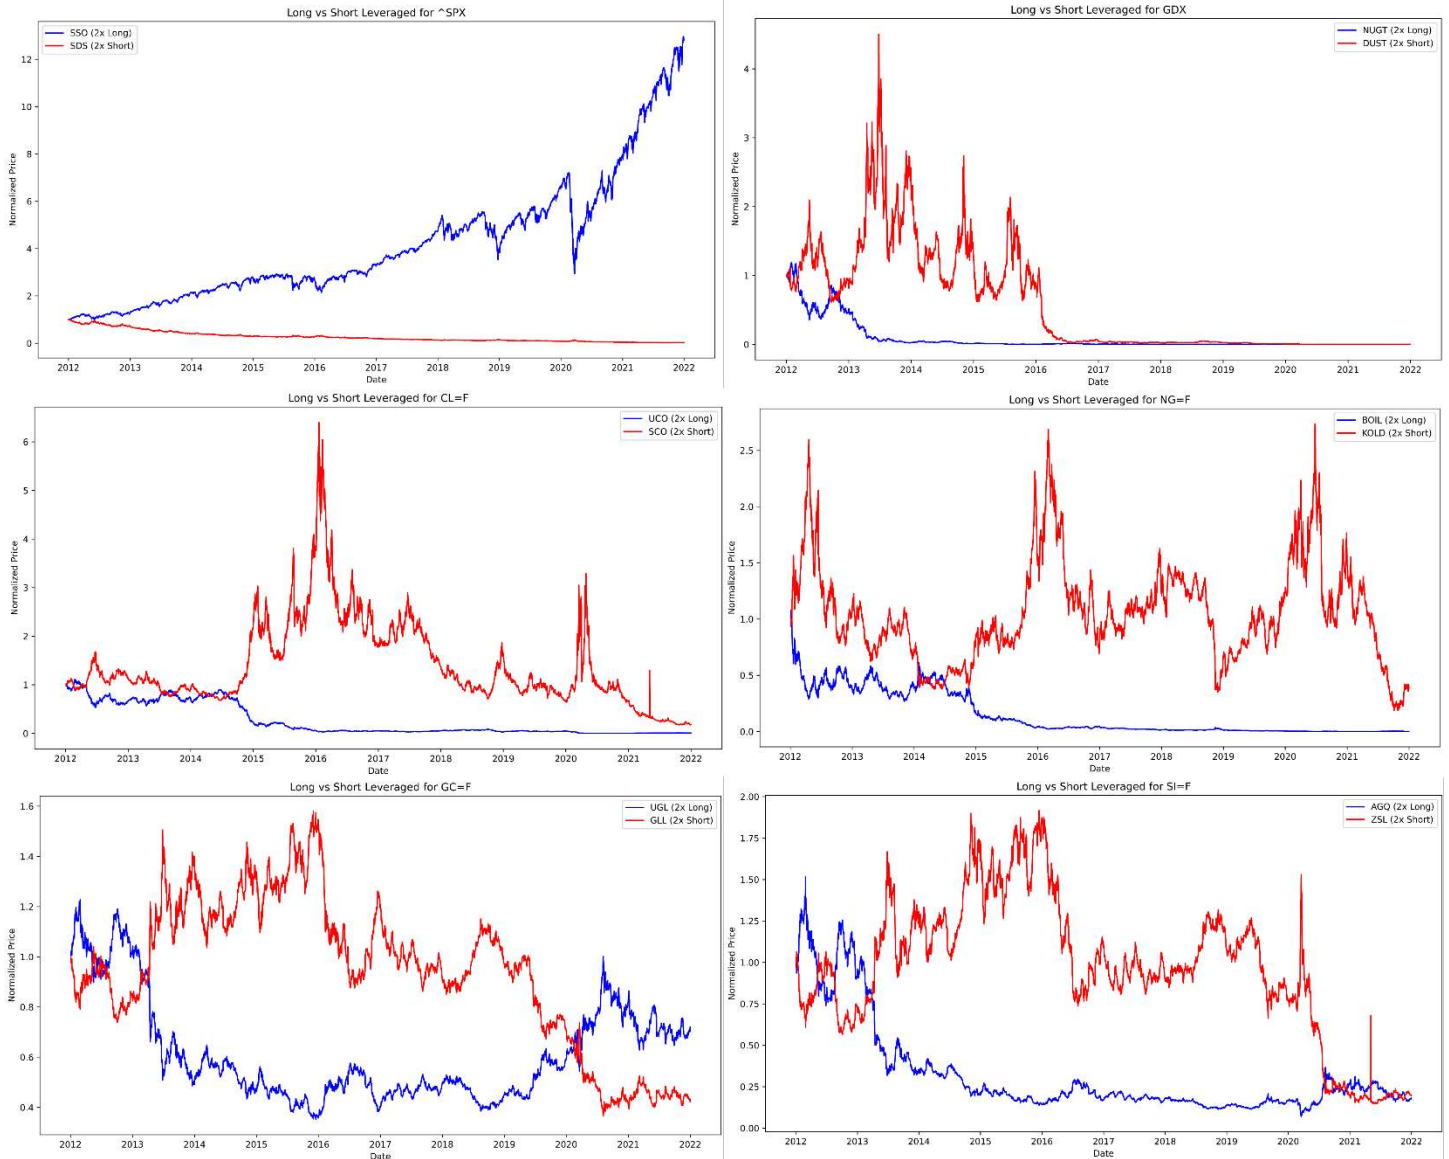 Long vs Short Leveraged for ^SPX
SSO (2x Long)
SDS (2x Short)
Normalized Price
12
10
8
6
4
2
0
2012 2013 2014 2015 2016 2017 2018 2019 2020 2021 2022
Date
Long vs Short Leveraged for GDX
NUGT (2x Long)
DUST (2x Short)
Normalized Price
4
3
2
1
0
2012 2013 2014 2015 2016 2017 2018 2019 2020 2021 2022
Date
Long vs Short Leveraged for CL=F
UCO (2x Long)
SCO (2x Short)
Normalized Price
6
5
4
3
2
1
0
2012 2013 2014 2015 2016 2017 2018 2019 2020 2021 2022
Date
Long vs Short Leveraged for NG=F
BOIL (2x Long)
KOLD (2x Short)
Normalized Price
2.5
2.0
1.5
1.0
0.5
0.0
2012 2013 2014 2015 2016 2017 2018 2019 2020 2021 2022
Date
Long vs Short Leveraged for GC=F
UGL (2x Long)
GLL (2x Short)
Normalized Price
1.6
1.4
1.2
1.0
0.8
0.6
0.4
2012 2013 2014 2015 2016 2017 2018 2019 2020 2021 2022
Date
Long vs Short Leveraged for SI=F
AGQ (2x Long)
ZSL (2x Short)
Normalized Price
2.00
1.75
1.50
1.25
1.00
0.75
0.50
0.25
0.00
2012 2013 2014 2015 2016 2017 2018 2019 2020 2021 2022
Date